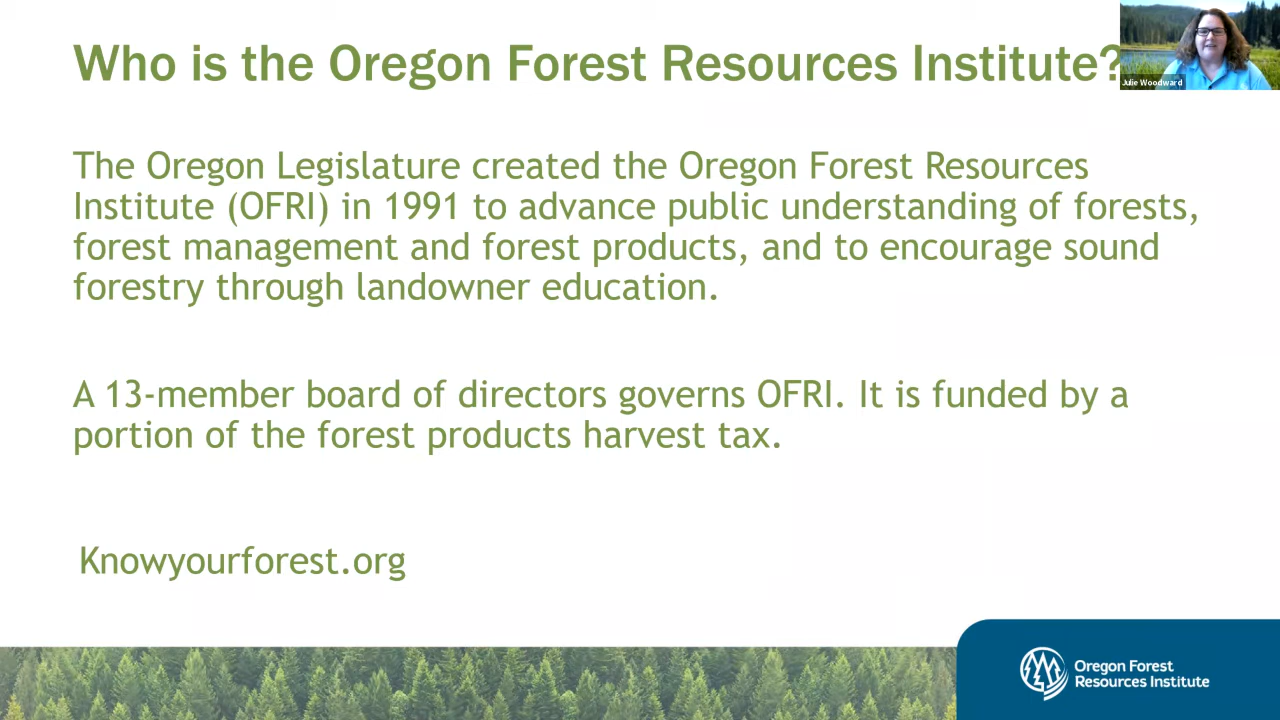 Who is the Oregon Forest Resources Institute?
Julie Woodward
The Oregon Legislature created the Oregon Forest Resources
Institute (OFRI) in 1991 to advance public understanding of forests,
forest management and forest products, and to encourage sound
forestry through landowner education.
A 13-member board of directors governs OFRI. It is funded by a
portion of the forest products harvest tax.
Knowyourforest.org
Oregon Forest
Resources Institute